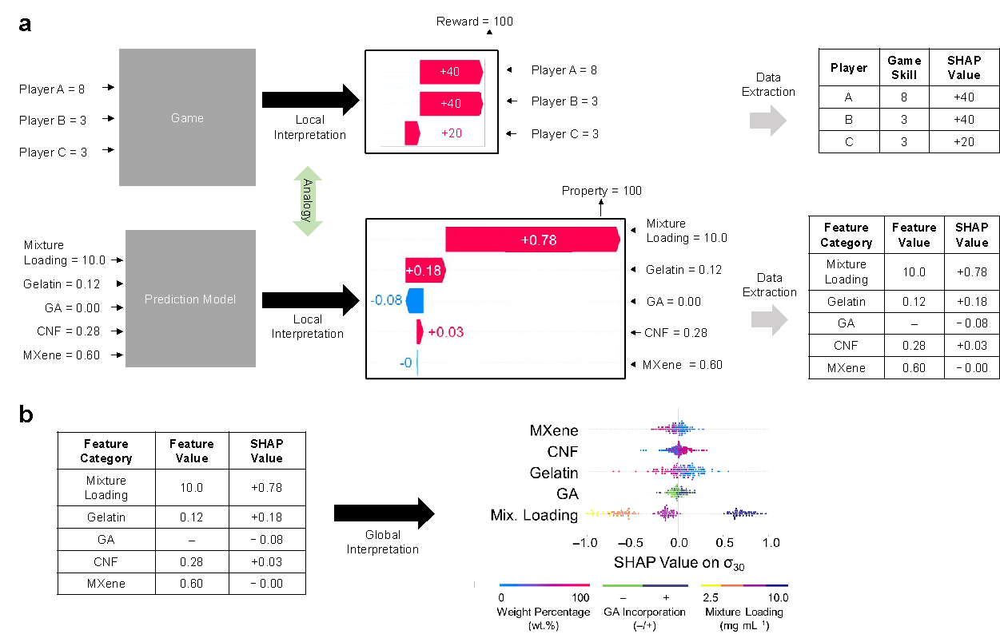 a
Reward = 100
Player A = 8
Player B = 3
Player C = 3
Game
Local
Interpretation
+40
+40
+20
Player A = 8
Player B = 3
Player C = 3
Data
Extraction
Player Game Skill SHAP Value
A 8 +40
B 3 +40
C 3 +20
Analogy
Property = 100
Mixture
Loading = 10.0
Gelatin = 0.12
GA = 0.00
CNF = 0.28
MXene = 0.60
Prediction Model
Local
Interpretation
+0.78
+0.18
-0.08
+0.03
-0
Mixture
Loading = 10.0
Gelatin = 0.12
GA = 0.00
CNF = 0.28
MXene = 0.60
Data
Extraction
Feature Category Feature Value SHAP Value
Mixture Loading 10.0 +0.78
Gelatin 0.12 +0.18
GA – −0.08
CNF 0.28 +0.03
MXene 0.60 −0.00
b
Feature Category Feature Value SHAP Value
Mixture Loading 10.0 +0.78
Gelatin 0.12 +0.18
GA – −0.08
CNF 0.28 +0.03
MXene 0.60 −0.00
Global
Interpretation
MXene
CNF
Gelatin
GA
Mix. Loading
−1.0 −0.5 0.0 0.5 1.0
SHAP Value on σ30
0 100
Weight Percentage
(wt.%)
– +
GA Incorporation
(–/+)
2.5 10.0
Mixture Loading
(mg mL⁻¹)